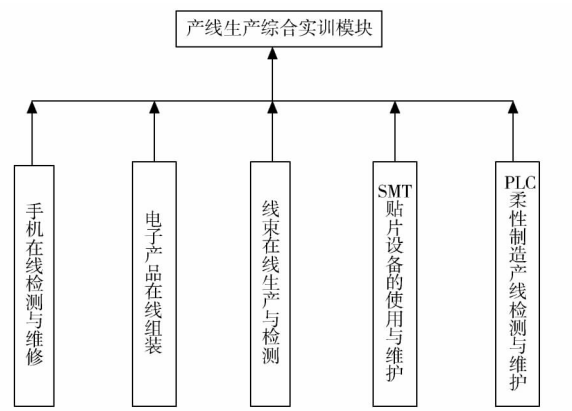 产线生产综合实训模块
手机在线检测与维修
电子产品在线组装
线束在线生产与检测
SMT贴片设备的使用与维护
PLC柔性制造产线检测与维护